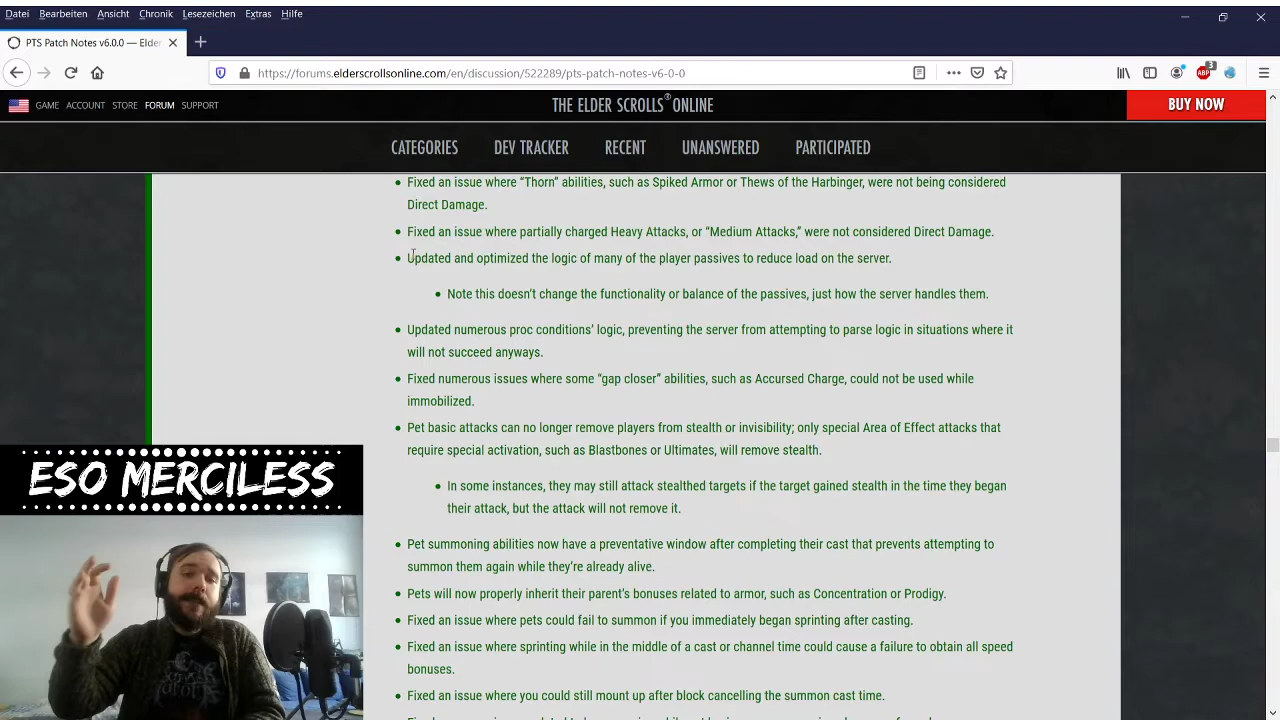 Datei Bearbeiten Ansicht Chronik Lesezeichen Extras Hilfe
PTS Patch Notes v6.0.0 — Elder
https://forums.elderscrollsonline.com/en/discussion/522289/pts-patch-notes-v6-0-0
ABP 3
GAME ACCOUNT STORE FORUM SUPPORT
THE ELDER SCROLLS® ONLINE
BUY NOW
CATEGORIES DEV TRACKER RECENT UNANSWERED PARTICIPATED
Fixed an issue where “Thorn” abilities, such as Spiked Armor or Thews of the Harbinger, were not being considered
Direct Damage.
Fixed an issue where partially charged Heavy Attacks, or “Medium Attacks,” were not considered Direct Damage.
Updated and optimized the logic of many of the player passives to reduce load on the server.
Note this doesn’t change the functionality or balance of the passives, just how the server handles them.
Updated numerous proc conditions’ logic, preventing the server from attempting to parse logic in situations where it
will not succeed anyways.
Fixed numerous issues where some “gap closer” abilities, such as Accursed Charge, could not be used while
immobilized.
Pet basic attacks can no longer remove players from stealth or invisibility; only special Area of Effect attacks that
require special activation, such as Blastbones or Ultimates, will remove stealth.
In some instances, they may still attack stealthed targets if the target gained stealth in the time they began
their attack, but the attack will not remove it.
Pet summoning abilities now have a preventative window after completing their cast that prevents attempting to
summon them again while they’re already alive.
Pets will now properly inherit their parent’s bonuses related to armor, such as Concentration or Prodigy.
Fixed an issue where pets could fail to summon if you immediately began sprinting after casting.
Fixed an issue where sprinting while in the middle of a cast or channel time could cause a failure to obtain all speed
bonuses.
Fixed an issue where you could still mount up after block cancelling the summon cast time.
ESO MERCILESS